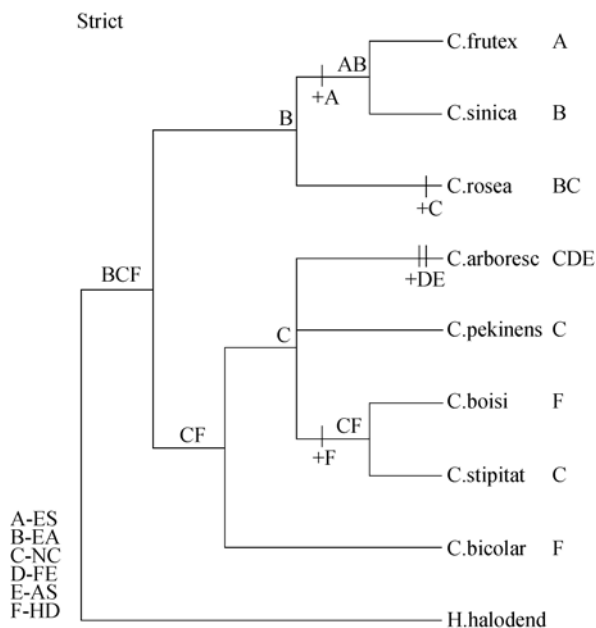 Strict
C.frutex A
AB
+A
C.sinica B
B
C.rosea BC
+C
C.arboresc CDE
BCF
+DE
C.pekinens C
C
C.boisi F
CF
CF
+F
C.stipitat C
A-ES
B-EA
C-NC
D-FE
E-AS
F-HD
C.bicolar F
H.halodend